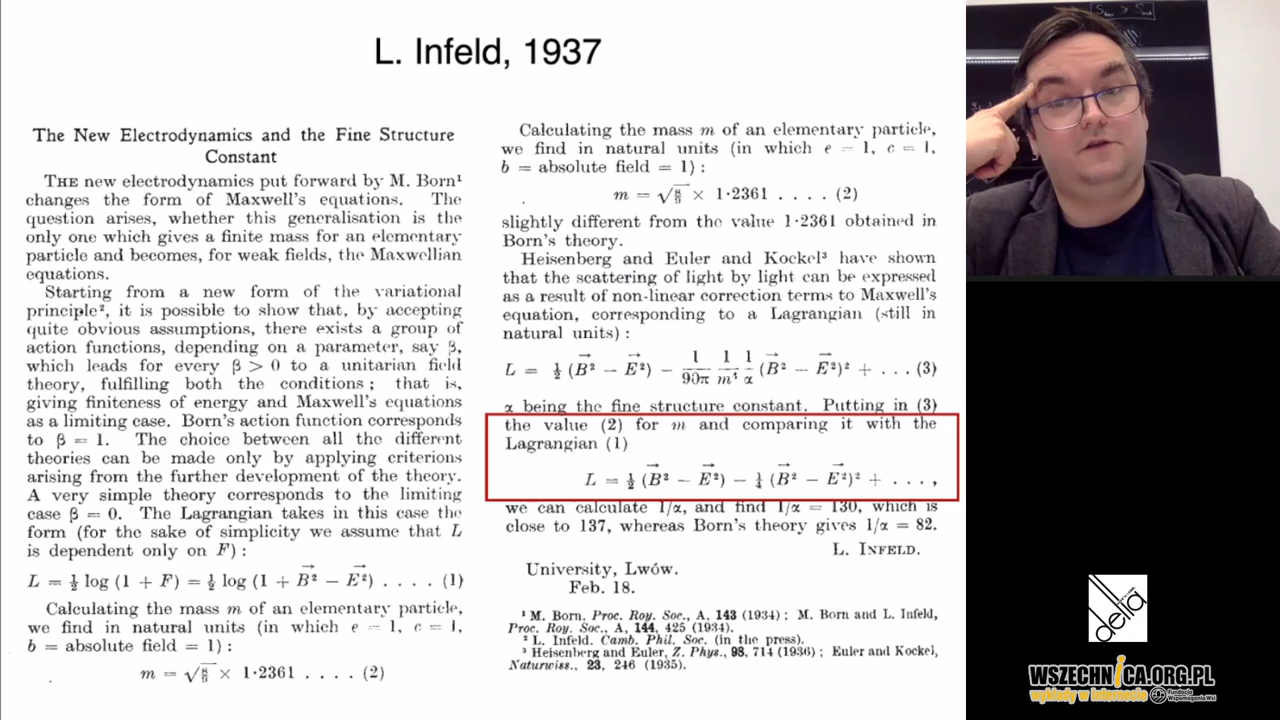 L. Infeld, 1937
The New Electrodynamics and the Fine Structure
Constant
THE new electrodynamics put forward by M. Born¹
changes the form of Maxwell's equations. The
question arises, whether this generalisation is the
only one which gives a finite mass for an elementary
particle and becomes, for weak fields, the Maxwellian
equations.
Starting from a new form of the variational
principle², it is possible to show that, by accepting
quite obvious assumptions, there exists a group of
action functions, depending on a parameter, say β,
which leads for every β > 0 to a unitarian field
theory, fulfilling both the conditions ; that is,
giving finiteness of energy and Maxwell's equations
as a limiting case. Born's action function corresponds
to β = 1. The choice between all the different
theories can be made only by applying criterions
arising from the further development of the theory.
A very simple theory corresponds to the limiting
case β = 0. The Lagrangian takes in this case the
form (for the sake of simplicity we assume that L
is dependent only on F) :
L = ½ log (1 + F) = ½ log (1 + B⃗² − E⃗²) . . . . (1)
Calculating the mass m of an elementary particle,
we find in natural units (in which e = 1, c = 1,
b = absolute field = 1) :
m = √8/9 × 1·2361 . . . . (2)
Calculating the mass m of an elementary particle,
we find in natural units (in which e = 1, c = 1,
b = absolute field = 1) :
m = √8/9 × 1·2361 . . . . (2)
slightly different from the value 1·2361 obtained in
Born's theory.
Heisenberg and Euler and Kockel³ have shown
that the scattering of light by light can be expressed
as a result of non-linear correction terms to Maxwell's
equation, corresponding to a Lagrangian (still in
natural units) :
L = ½ (B⃗² − E⃗²) − 1/90π 1/m⁴ 1/α (B⃗² − E⃗²)² + . . . (3)
α being the fine structure constant. Putting in (3)
the value (2) for m and comparing it with the
Lagrangian (1)
L = ½ (B⃗² − E⃗²) − ¼ (B⃗² − E⃗²)² + . . . . ,
we can calculate 1/α, and find 1/α = 130, which is
close to 137, whereas Born's theory gives 1/α = 82.
L. INFELD.
University, Lwów.
Feb. 18.
¹ M. Born, Proc. Roy. Soc., A, 143 (1934) ; M. Born and L. Infeld,
Proc. Roy. Soc., A, 144, 425 (1934).
² L. Infeld. Camb. Phil. Soc. (in the press).
³ Heisenberg and Euler, Z. Phys., 98, 714 (1936) ; Euler and Kockel,
Naturwiss., 23, 246 (1935).
delta
WSZECHNICA.ORG.PL
wykłady w internecie